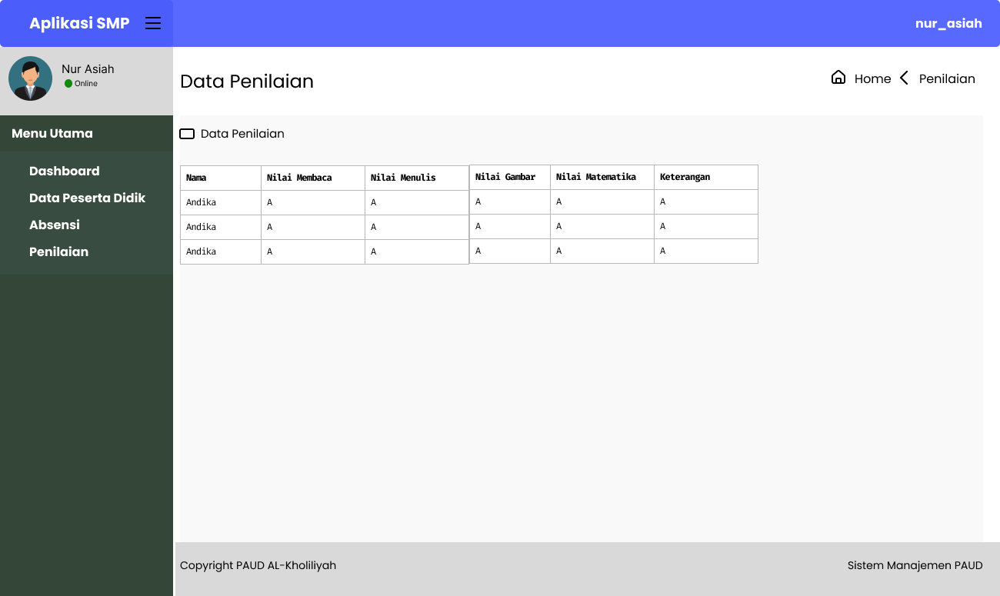 Aplikasi SMP
nur_asiah
Nur Asiah
Online
Menu Utama
Dashboard
Data Peserta Didik
Absensi
Penilaian
Data Penilaian
Home Penilaian
Data Penilaian
Nama Nilai Membaca Nilai Menulis Nilai Gambar Nilai Matematika Keterangan
Andika A A A A A
Andika A A A A A
Andika A A A A A
Copyright PAUD AL-Kholiliyah
Sistem Manajemen PAUD